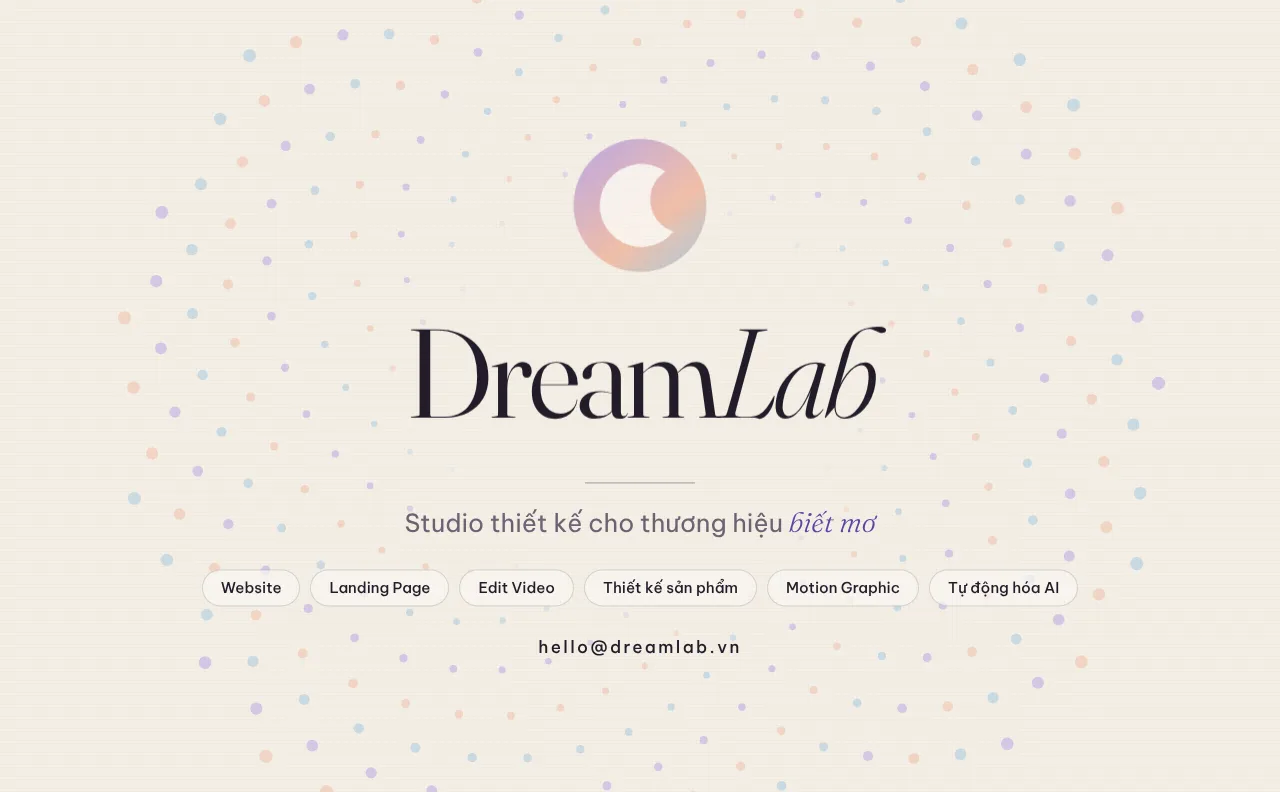 DreamLab
Studio thiết kế cho thương hiệu biết mơ
Website Landing Page Edit Video Thiết kế sản phẩm Motion Graphic Tự động hóa AI
hello@dreamlab.vn